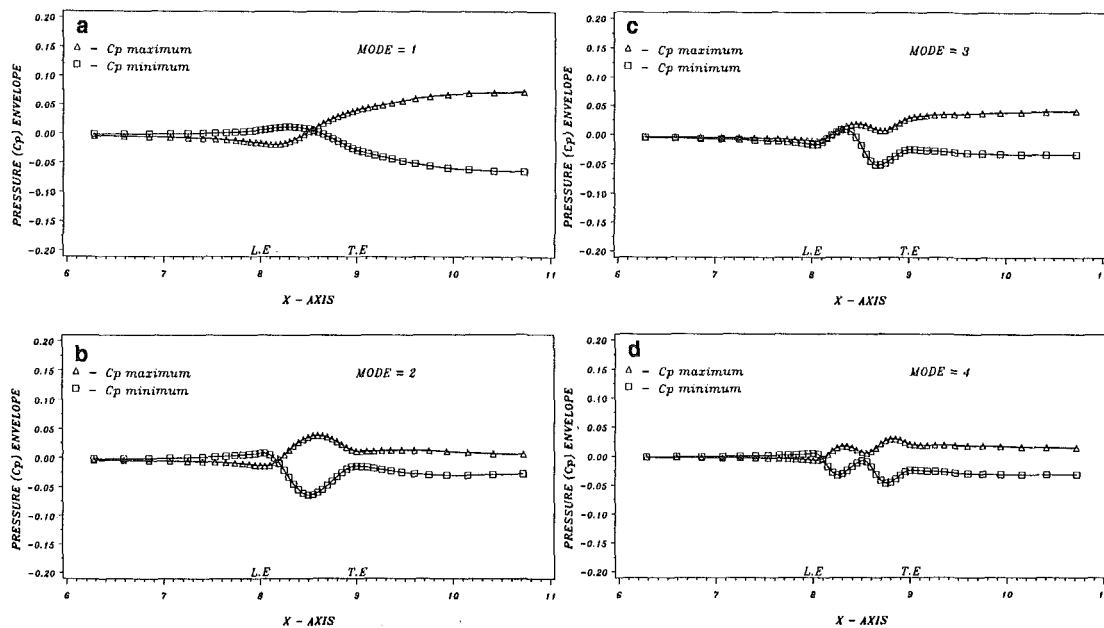 a
MODE = 1
△ - Cp maximum
□ - Cp minimum
PRESSURE (Cp) ENVELOPE
0.20
0.15
0.10
0.05
0.00
-0.05
-0.10
-0.15
-0.20
L.E
T.E
6 7 8 9 10 11
X - AXIS
c
MODE = 3
△ - Cp maximum
□ - Cp minimum
PRESSURE (Cp) ENVELOPE
0.20
0.15
0.10
0.05
0.00
-0.05
-0.10
-0.15
-0.20
L.E
T.E
6 7 8 9 10 1
X - AXIS
b
MODE = 2
△ - Cp maximum
□ - Cp minimum
PRESSURE (Cp) ENVELOPE
0.20
0.15
0.10
0.05
0.00
-0.05
-0.10
-0.15
-0.20
L.E
T.E
6 7 8 9 10 11
X - AXIS
d
MODE = 4
△ - Cp maximum
□ - Cp minimum
PRESSURE (Cp) ENVELOPE
0.20
0.15
0.10
0.05
0.00
-0.05
-0.10
-0.15
-0.20
L.E
T.E
6 7 8 9 10 1
X - AXIS